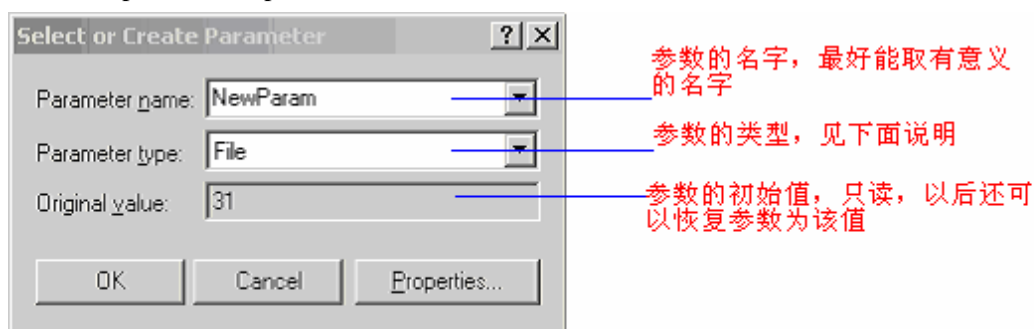 Select or Create Parameter
Parameter name: NewParam
参数的名字，最好能取有意义
的名字
Parameter type: File
参数的类型，见下面说明
Original value: 31
参数的初始值，只读，以后还可
以恢复参数为该值
OK Cancel Properties...